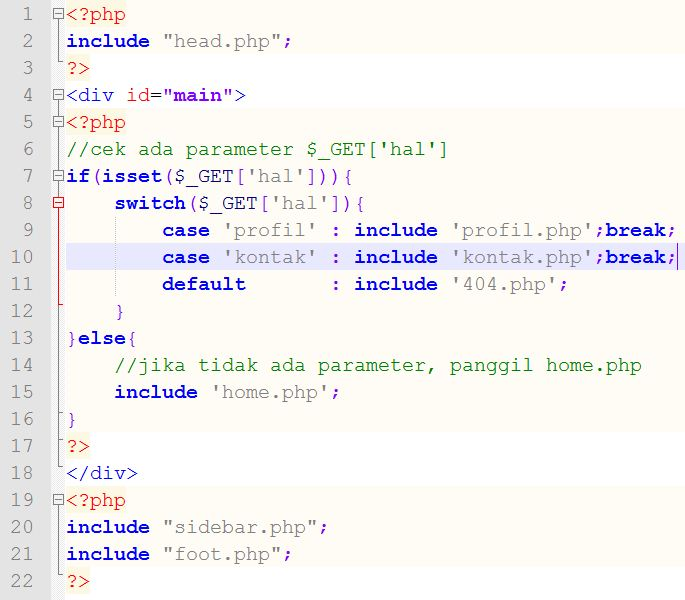 1 <?php
2 include "head.php";
3 ?>
4 <div id="main">
5 <?php
6 //cek ada parameter $_GET['hal']
7 if(isset($_GET['hal'])){
8     switch($_GET['hal']){
9         case 'profil' : include 'profil.php';break;
10         case 'kontak' : include 'kontak.php';break;
11         default       : include '404.php';
12     }
13 }else{
14     //jika tidak ada parameter, panggil home.php
15     include 'home.php';
16 }
17 ?>
18 </div>
19 <?php
20 include "sidebar.php";
21 include "foot.php";
22 ?>